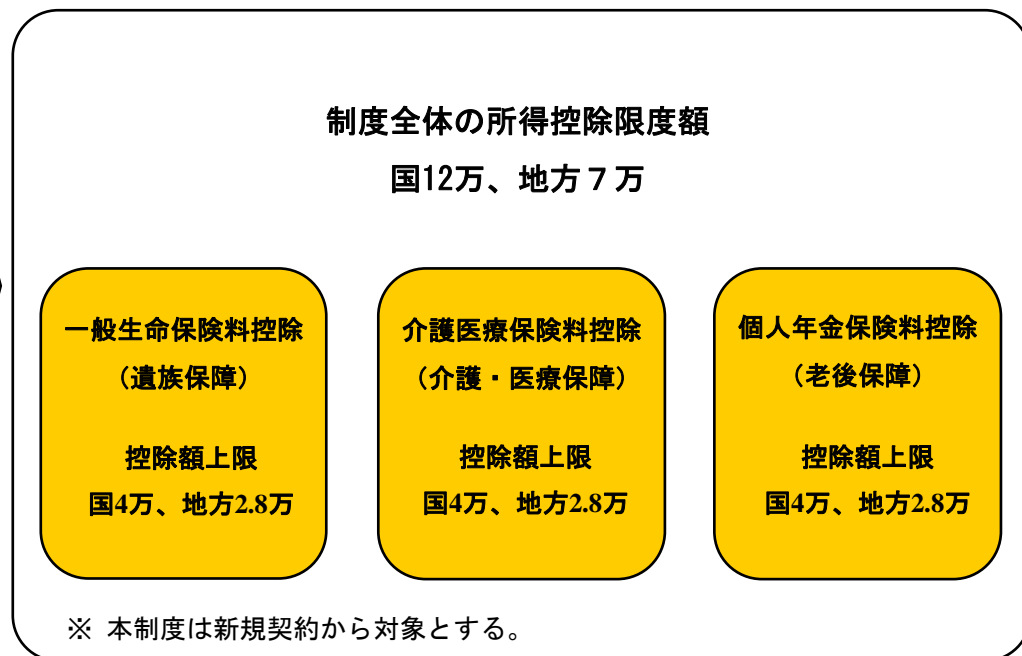 制度全体の所得控除限度額
国12万、地方７万
一般生命保険料控除
（遺族保障）
控除額上限
国4万、地方2.8万
介護医療保険料控除
（介護・医療保障）
控除額上限
国4万、地方2.8万
個人年金保険料控除
（老後保障）
控除額上限
国4万、地方2.8万
※ 本制度は新規契約から対象とする。